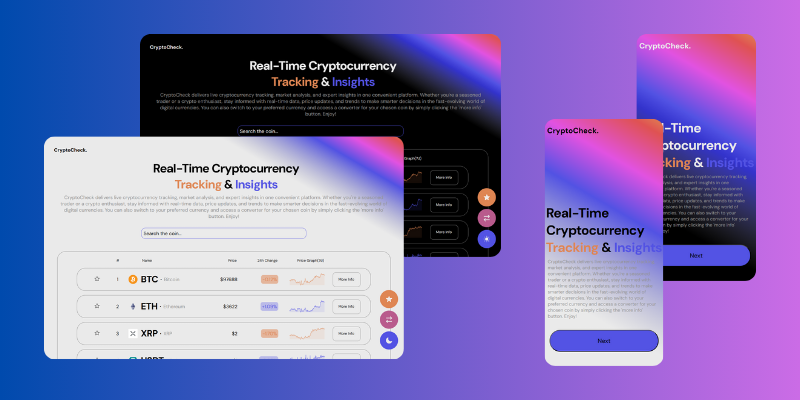 CryptoCheck.
Real-Time Cryptocurrency
Tracking & Insights
CryptoCheck delivers live cryptocurrency tracking, market analysis, and expert insights in one convenient platform. Whether you're a seasoned
trader or a crypto enthusiast, stay informed with real-time data, price updates, and trends to make smarter decisions in the fast-evolving world of
digital currencies. You can also switch to your preferred currency and access a converter for your chosen coin by simply clicking the 'more info'
button. Enjoy!
Search the coin...
Graph(7d)
More Info
CryptoCheck.
Real-Time Cryptocurrency
Tracking & Insights
CryptoCheck delivers live cryptocurrency tracking, market analysis, and expert insights in one convenient platform. Whether you're a seasoned
trader or a crypto enthusiast, stay informed with real-time data, price updates, and trends to make smarter decisions in the fast-evolving world of
digital currencies. You can also switch to your preferred currency and access a converter for your chosen coin by simply clicking the 'more info'
button. Enjoy!
Search the coin...
# Name Price 24h Change Price Graph(7d)
1 BTC • Bitcoin $97688 More Info
2 ETH • Ethereum $3622 More Info
3 XRP • XRP $2 More Info
CryptoCheck.
l-Time
ptocurrency
king & Insights
Next
CryptoCheck.
Real-Time
Cryptocurrency
Tracking & Insights
CryptoCheck delivers live cryptocurrency tracking,
market analysis, and expert insights in one
convenient platform. Whether you're a seasoned
trader or a crypto enthusiast, stay informed with
real-time data, price updates, and trends to make
smarter decisions in the fast-evolving world of
digital currencies. You can also switch to your
preferred currency and access a converter for your
chosen coin by simply clicking the 'more info'
button. Enjoy!
Next